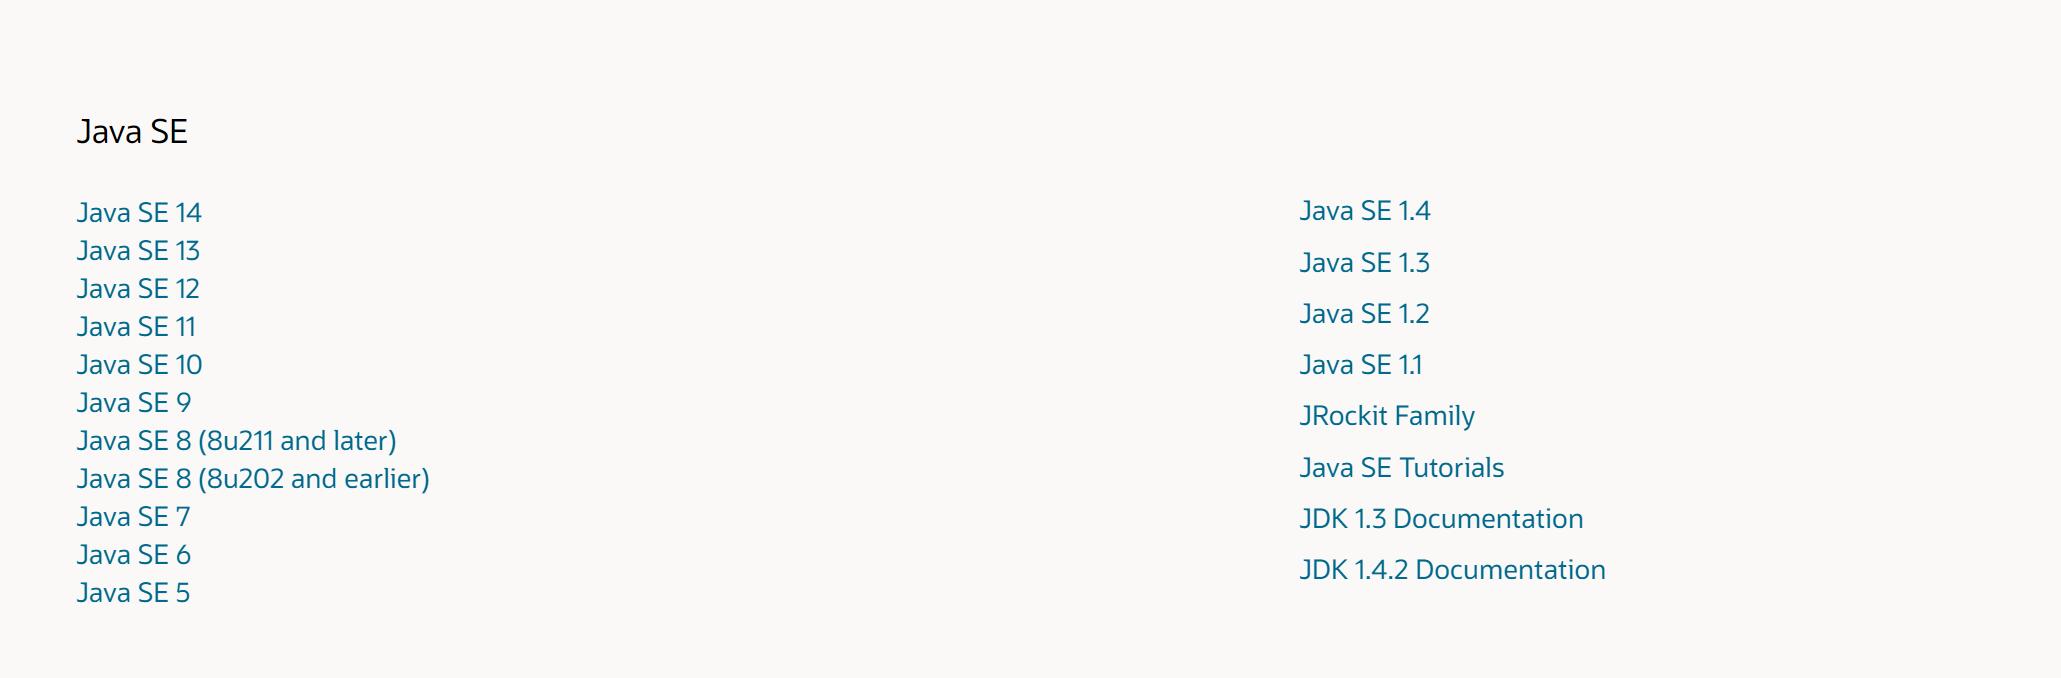 Java SE
Java SE 14
Java SE 13
Java SE 12
Java SE 11
Java SE 10
Java SE 9
Java SE 8 (8u211 and later)
Java SE 8 (8u202 and earlier)
Java SE 7
Java SE 6
Java SE 5
Java SE 1.4
Java SE 1.3
Java SE 1.2
Java SE 1.1
JRockit Family
Java SE Tutorials
JDK 1.3 Documentation
JDK 1.4.2 Documentation